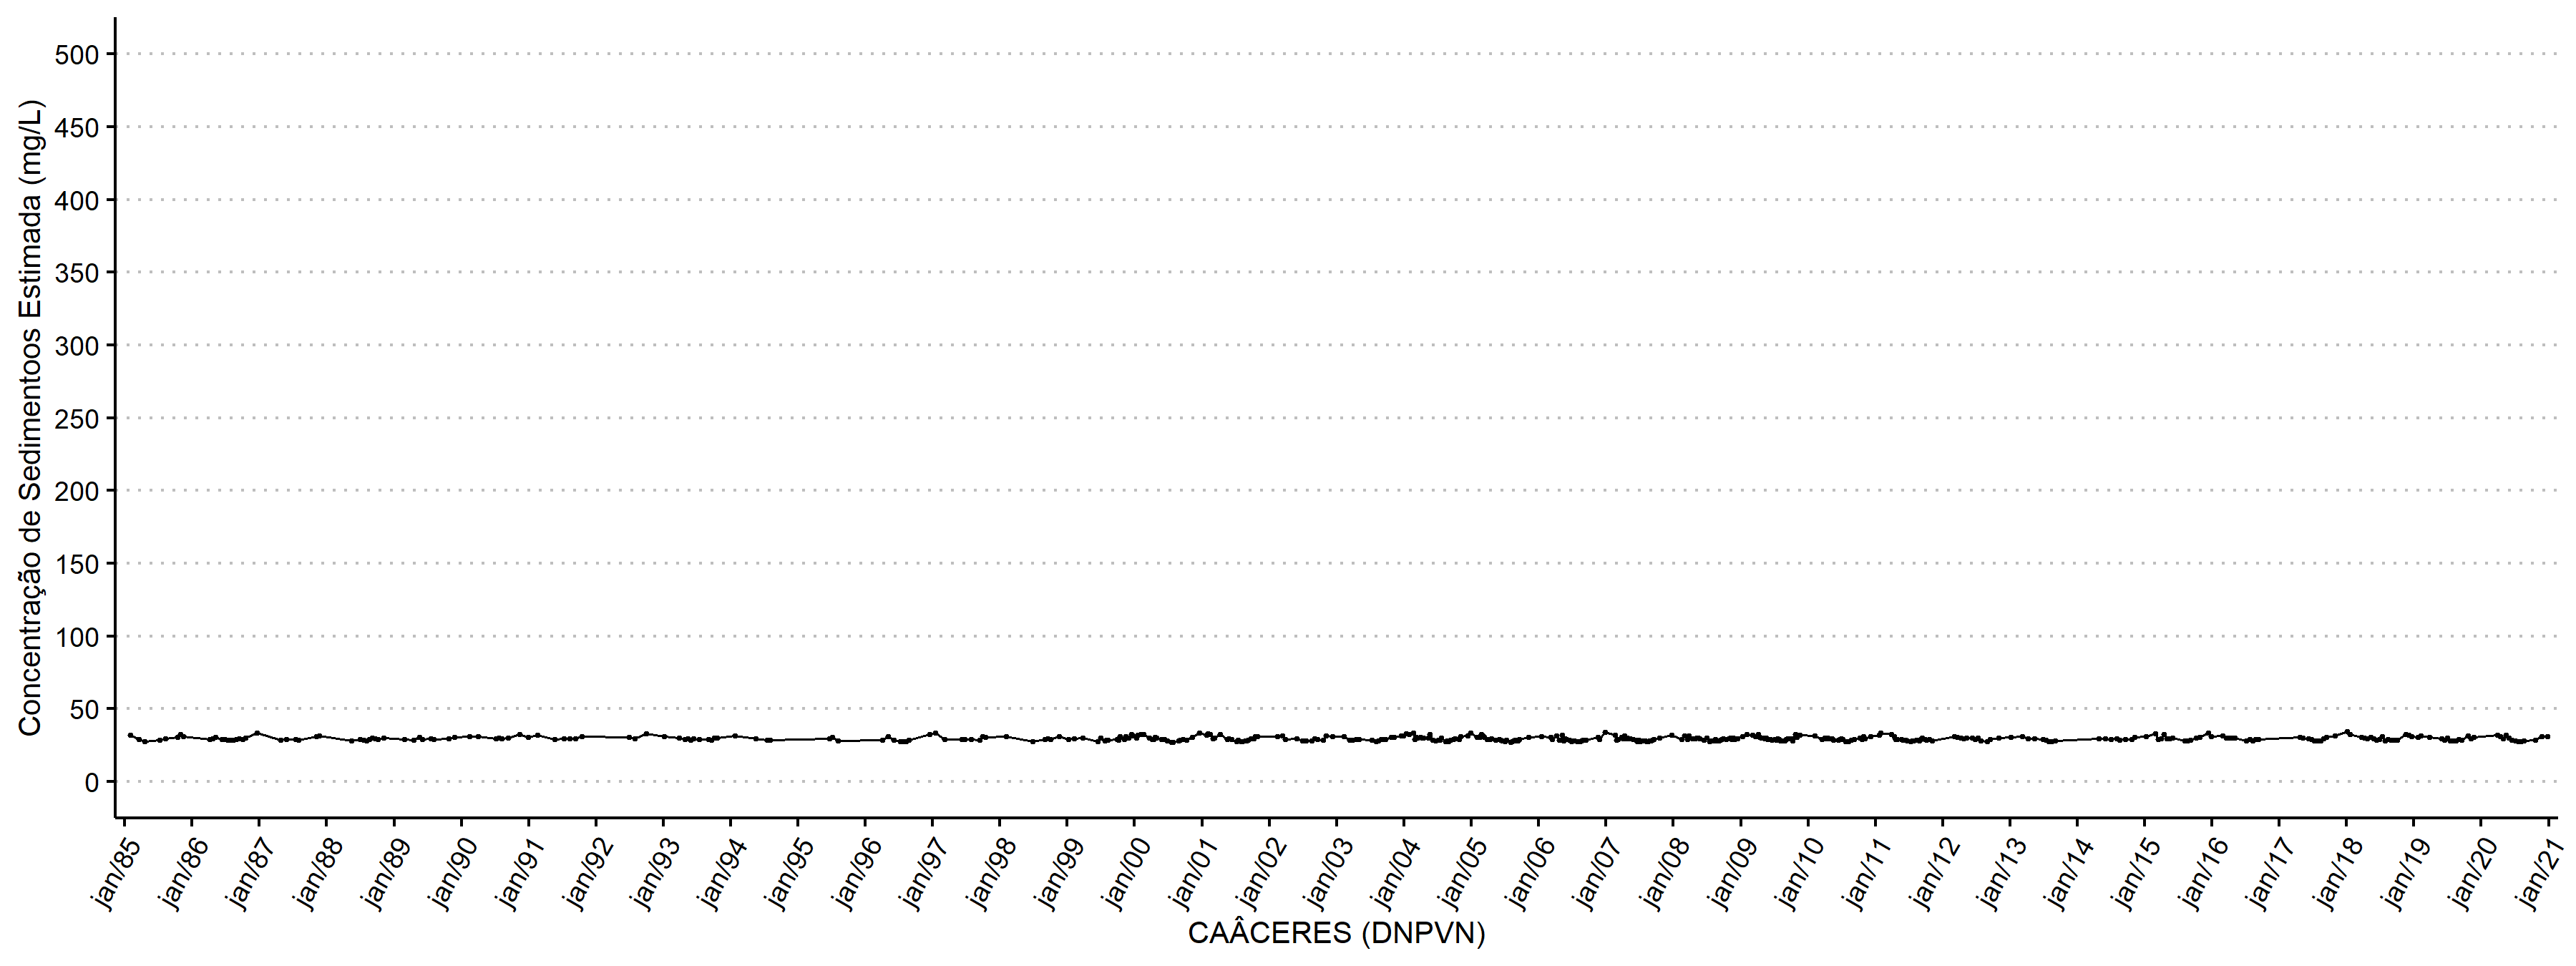 Concentração de Sedimentoos Estimada (mg/L)
500
450
400
350
300
250
200
150
100
50
0
jan/85
jan/86
jan/87
jan/88
jan/89
jan/90
jan/91
jan/92
jan/93
jan/94
jan/95
jan/96
jan/97
jan/98
jan/99
jan/00
jan/01
jan/02
jan/03
jan/04
jan/05
jan/06
jan/07
jan/08
jan/09
jan/10
jan/11
jan/12
jan/13
jan/14
jan/15
jan/16
jan/17
jan/18
jan/19
jan/20
jan/21
CAÂCERES (DNPVN)